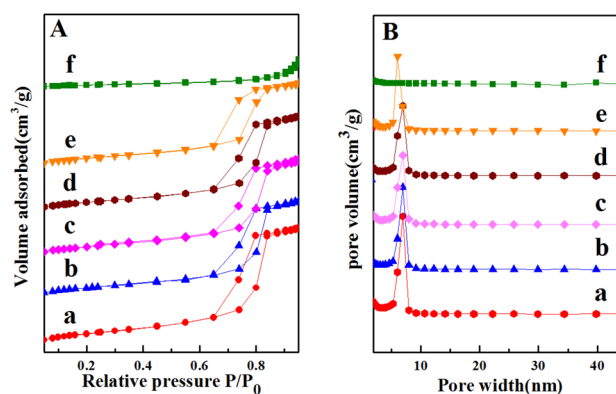 A
f
e
d
c
b
a
Volume adsorbed(cm³/g)
0.2 0.4 0.6 0.8
Relative pressure P/P₀
B
f
e
d
c
b
a
pore volume(cm³/g)
10 20 30 40
Pore width(nm)